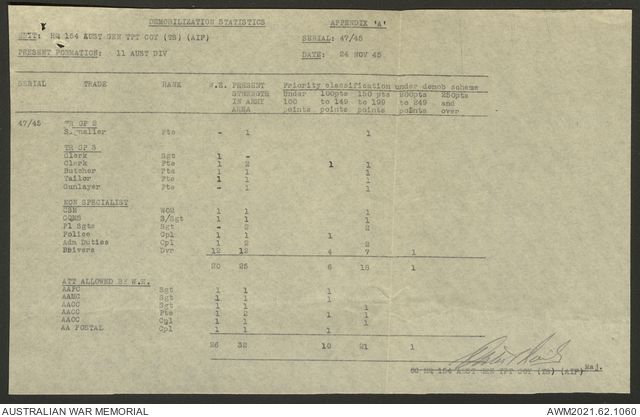 DEMOBILIZATION STATISTICS APPENDIX 'A'
UNIT: HQ 154 AUST GEN TPT COY (TS) (AIF) SERIAL: 47/45
PRESENT FORMATION: 11 AUST DIV DATE: 24 NOV 45
SERIAL TRADE RANK W.E. PRESENT Priority classification under demob scheme
STRENGTH Under 100pts 150 pts 200pts 250pts
IN ARMY 100 to 149 to 199 to 249 and
AREA points points points points over
47/45 TR GP 2
Signaller Pte - 1 1
TR GP 3
Clerk Sgt 1 -
Clerk Pte 1 2 1 1
Butcher Pte 1 1 1
Tailor Pte 1 1 1
Gunlayer Pte - 1 1
NON SPECIALIST
CSM WO2 1 1 1
CQMS S/Sgt 1 1 1
Pl Sgts Sgt - 2 2
Police Cpl 1 1 1
Adm Duties Cpl 1 2 2
Drivers Dvr 12 12 4 7 1
20 25 6 18 1
ATT ALLOWED BY W.E.
AAPC Sgt 1 1 1
Sgt 1 1 1
AACC Sgt 1 1 1
AACC Pte 1 2 1 1
AACC Cpl 1 1 1
AA POSTAL Cpl 1 1 1
26 32 10 21 1
Maj.
OC HQ 154 AUST GEN TPT COY (TS) (AIF)
AUSTRALIAN WAR MEMORIAL AWM2021.62.1060